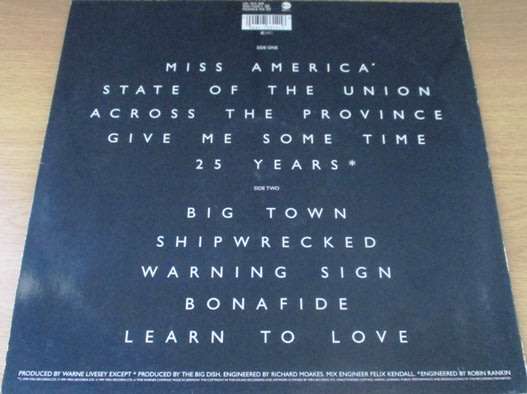 SIDE ONE
MISS AMERICA*
STATE OF THE UNION
ACROSS THE PROVINCE
GIVE ME SOME TIME
25 YEARS*
SIDE TWO
BIG TOWN
SHIPWRECKED
WARNING SIGN
BONAFIDE
LEARN TO LOVE
PRODUCED BY WARNE LIVESEY EXCEPT * PRODUCED BY THE BIG DISH. ENGINEERED BY RICHARD MOAKES. MIX ENGINEER FELIX KENDALL. *ENGINEERED BY ROBIN RANKIN